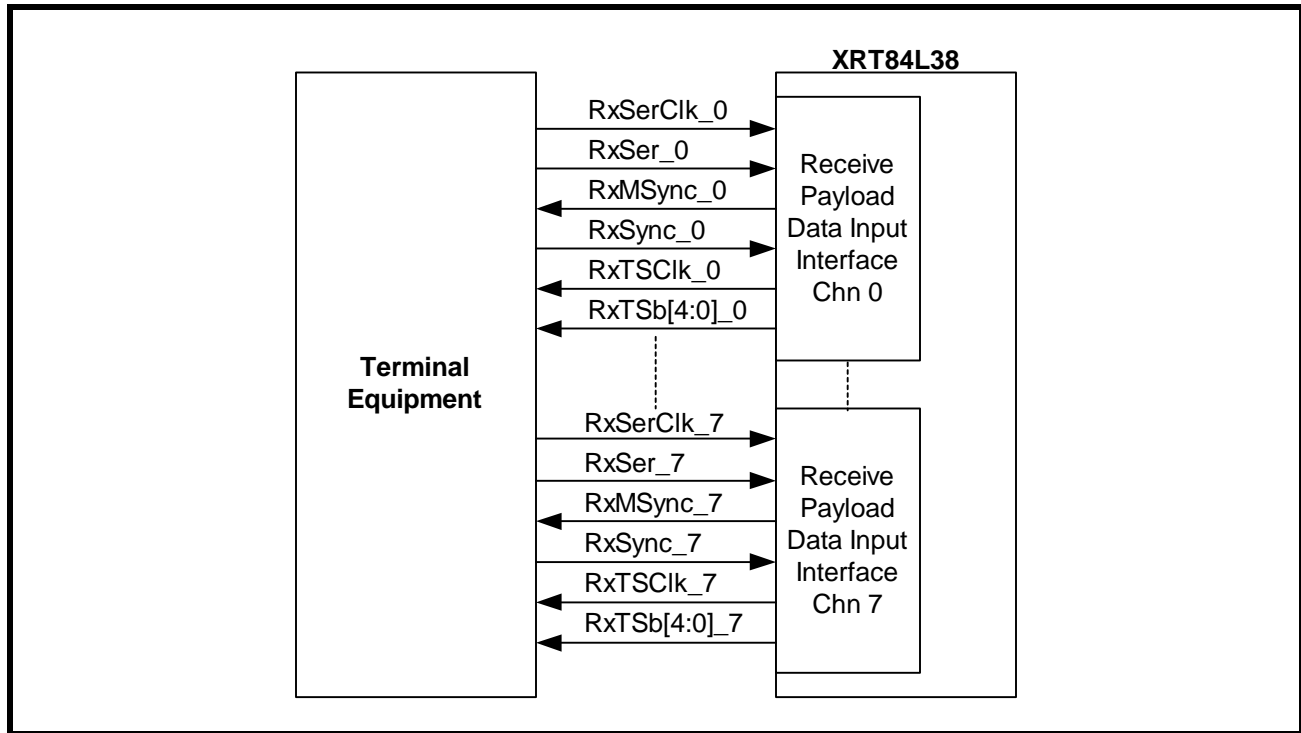 XRT84L38
RxSerClk_0
RxSer_0
RxMSync_0
RxSync_0
RxTSClk_0
RxTSb[4:0]_0
Receive
Payload
Data Input
Interface
Chn 0
Terminal
Equipment
RxSerClk_7
RxSer_7
RxMSync_7
RxSync_7
RxTSClk_7
RxTSb[4:0]_7
Receive
Payload
Data Input
Interface
Chn 7